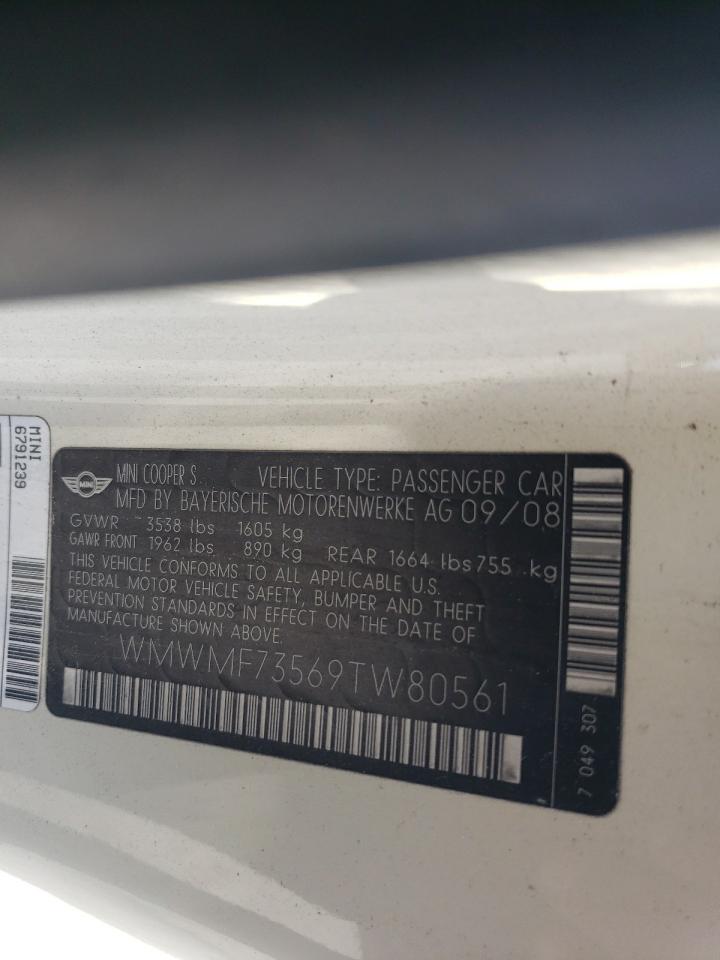 MINI
6791239
MINI
MINI COOPER S VEHICLE TYPE: PASSENGER CAR
MFD BY BAYERISCHE MOTORENWERKE AG 09/08
GVWR 3538 lbs 1605 kg
GAWR FRONT 1962 lbs 890 kg REAR 1664 lbs 755 kg
THIS VEHICLE CONFORMS TO ALL APPLICABLE U.S.
FEDERAL MOTOR VEHICLE SAFETY, BUMPER AND THEFT
PREVENTION STANDARDS IN EFFECT ON THE DATE OF
MANUFACTURE SHOWN ABOVE.
WMWMF73569TW80561
7 049 307